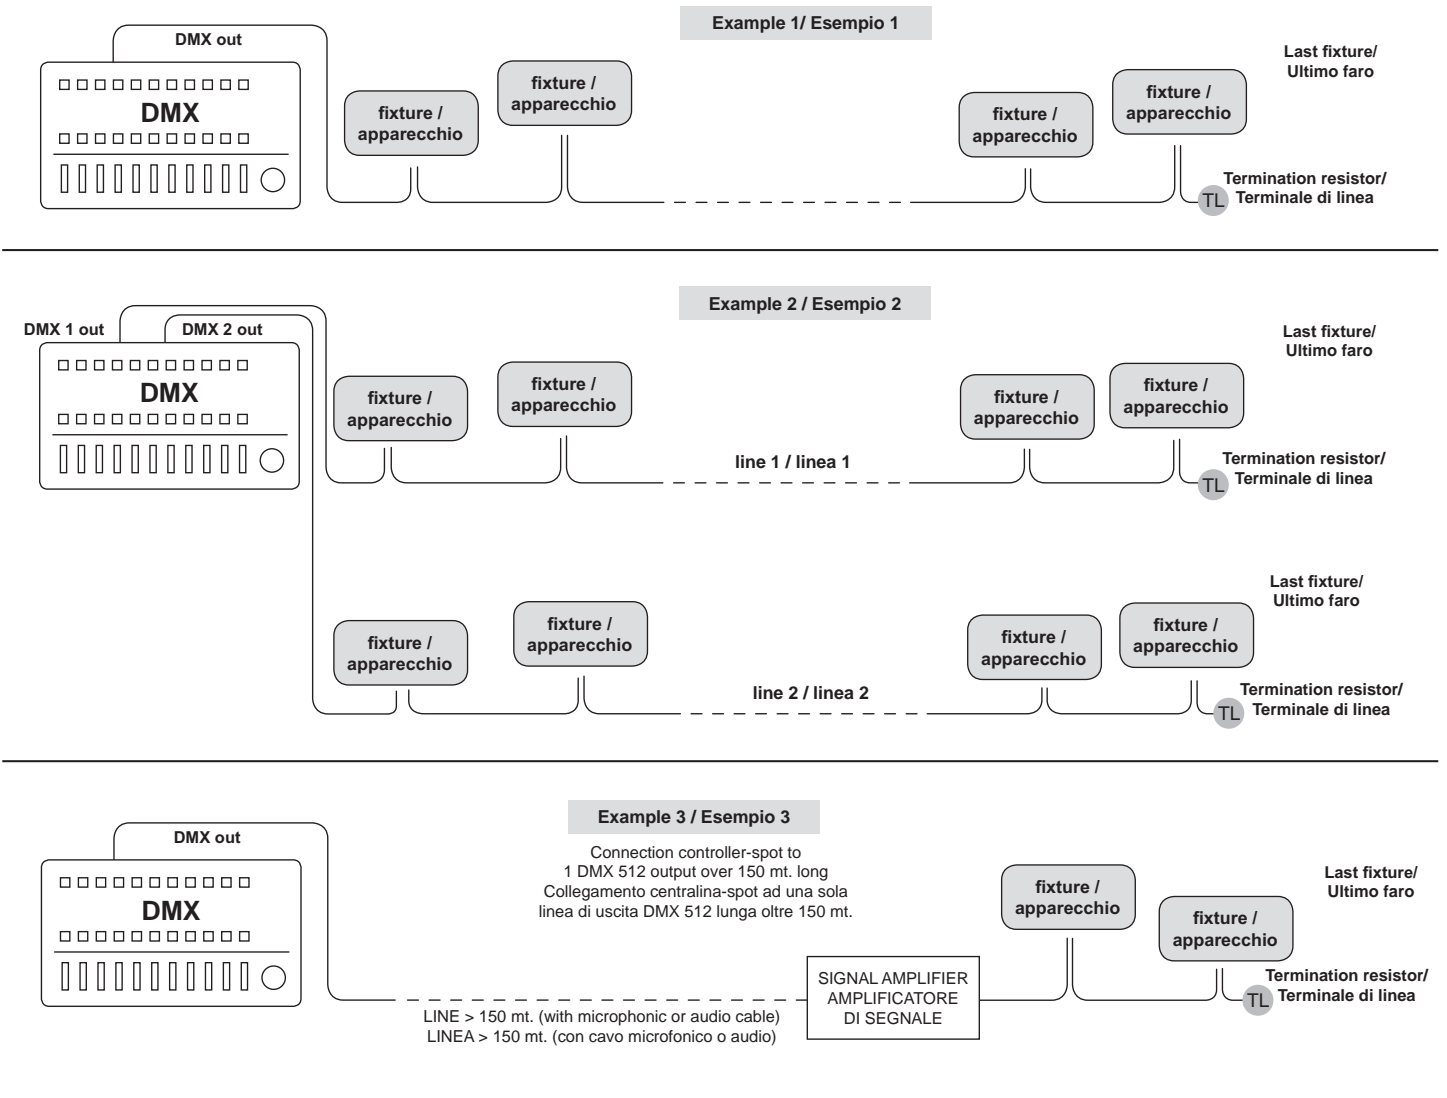 Example 1/ Esempio 1
DMX out
DMX
fixture /
apparecchio
fixture /
apparecchio
fixture /
apparecchio
fixture /
apparecchio
Last fixture/
Ultimo faro
Termination resistor/
Terminale di linea
TL
Example 2 / Esempio 2
DMX 1 out
DMX 2 out
DMX
fixture /
apparecchio
fixture /
apparecchio
line 1 / linea 1
fixture /
apparecchio
fixture /
apparecchio
Last fixture/
Ultimo faro
Termination resistor/
Terminale di linea
TL
fixture /
apparecchio
fixture /
apparecchio
line 2 / linea 2
fixture /
apparecchio
fixture /
apparecchio
Last fixture/
Ultimo faro
Termination resistor/
Terminale di linea
TL
Example 3 / Esempio 3
Connection controller-spot to
1 DMX 512 output over 150 mt. long
Collegamento centralina-spot ad una sola
linea di uscita DMX 512 lunga oltre 150 mt.
DMX out
DMX
LINE > 150 mt. (with microphonic or audio cable)
LINEA > 150 mt. (con cavo microfonico o audio)
SIGNAL AMPLIFIER
AMPLIFICATORE
DI SEGNALE
fixture /
apparecchio
fixture /
apparecchio
Last fixture/
Ultimo faro
Termination resistor/
Terminale di linea
TL